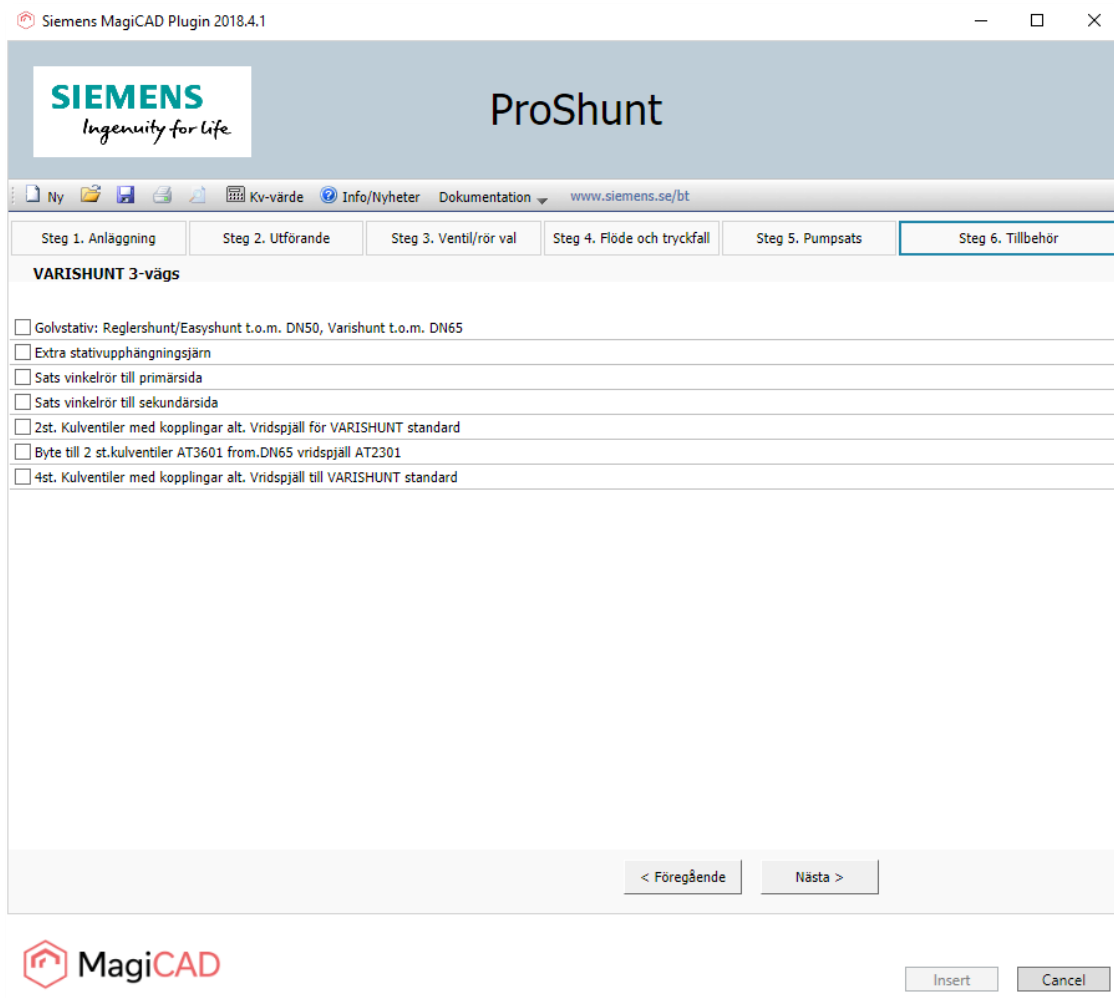 Siemens MagiCAD Plugin 2018.4.1
SIEMENS
Ingenuity for life
ProShunt
Ny Kv-värde Info/Nyheter Dokumentation www.siemens.se/bt
Steg 1. Anläggning Steg 2. Utförande Steg 3. Ventil/rör val Steg 4. Flöde och tryckfall Steg 5. Pumpsats Steg 6. Tillbehör
VARISHUNT 3-vägs
Golvstativ: Reglershunt/Easyshunt t.o.m. DN50, Varishunt t.o.m. DN65
Extra stativupphängningsjärn
Sats vinkelrör till primärsida
Sats vinkelrör till sekundärsida
2st. Kulventiler med kopplingar alt. Vridspjäll för VARISHUNT standard
Byte till 2 st.kulventiler AT3601 from.DN65 vridspjäll AT2301
4st. Kulventiler med kopplingar alt. Vridspjäll till VARISHUNT standard
< Föregående Nästa >
MagiCAD
Insert Cancel